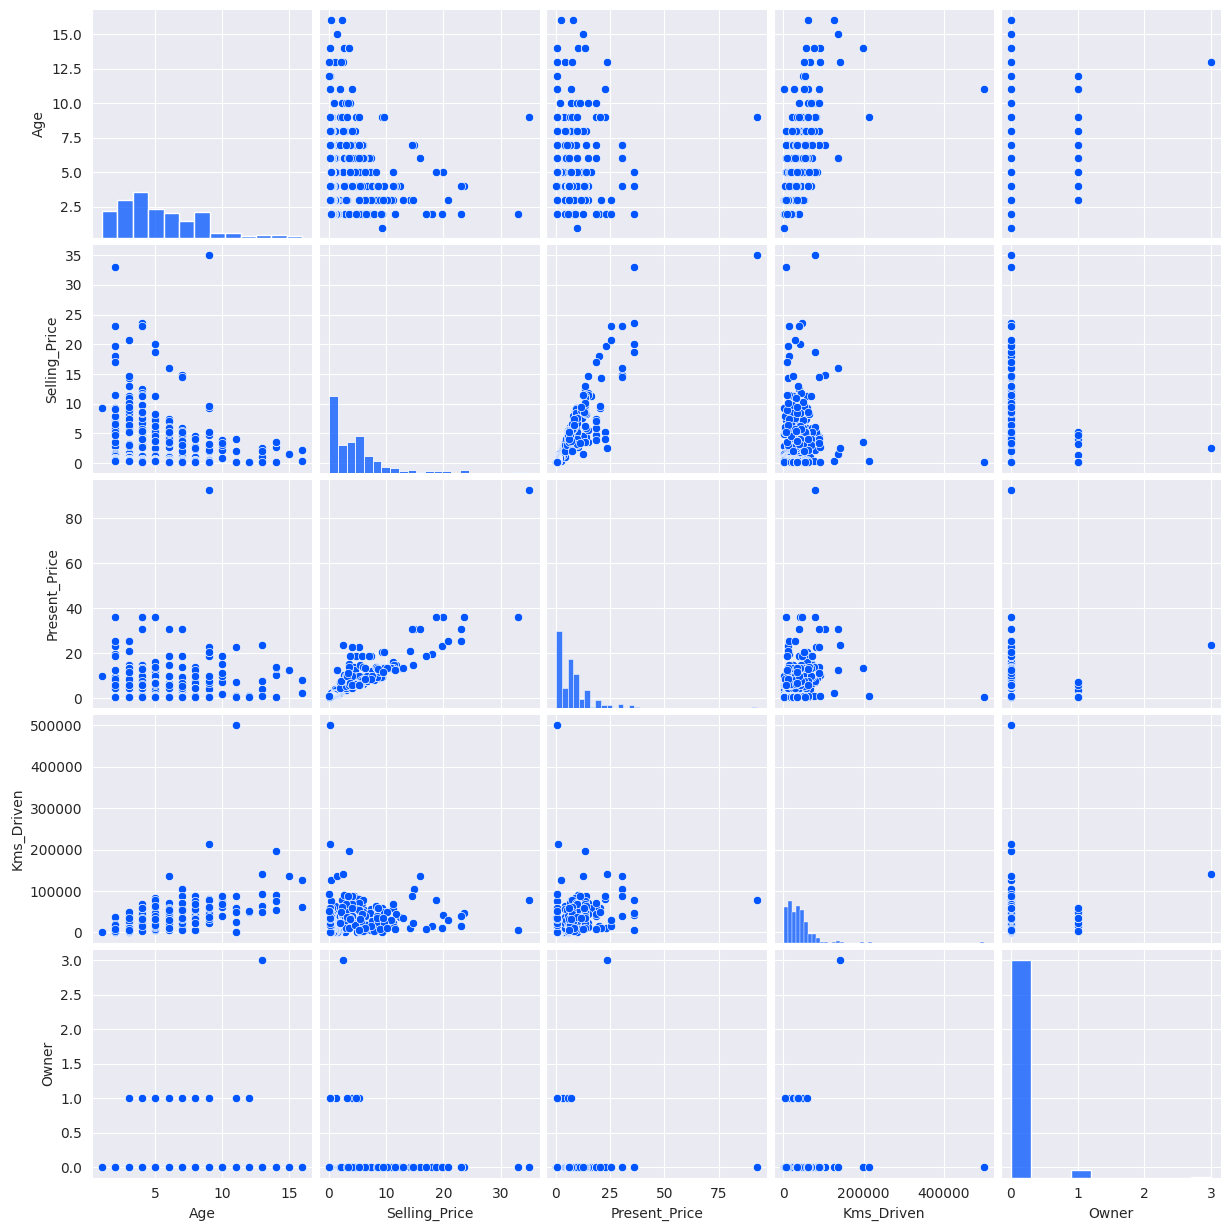 15.0
12.5
10.0
7.5
5.0
2.5
Age
35
30
25
20
15
10
5
0
Selling_Price
80
60
40
20
0
Present_Price
500000
400000
300000
200000
100000
0
Kms_Driven
3.0
2.5
2.0
1.5
1.0
0.5
0.0
Owner
5 10 15
Age
0 10 20 30
Selling_Price
0 25 50 75
Present_Price
0 200000 400000
Kms_Driven
0 1 2 3
Owner